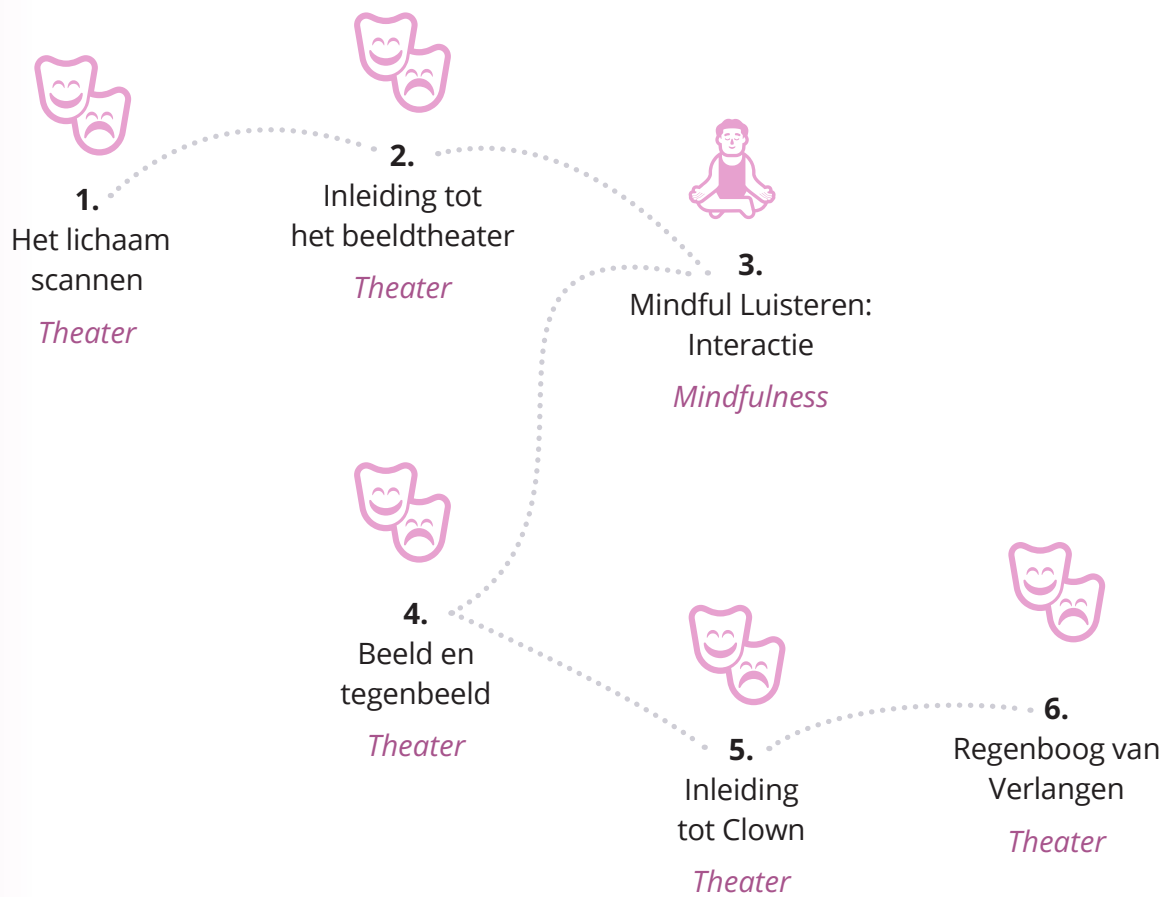 1.
Het lichaam
scannen
Theater
2.
Inleiding tot
het beeldtheater
Theater
3.
Mindful Luisteren:
Interactie
Mindfulness
4.
Beeld en
tegenbeeld
Theater
5.
Inleiding
tot Clown
Theater
6.
Regenboog van
Verlangen
Theater